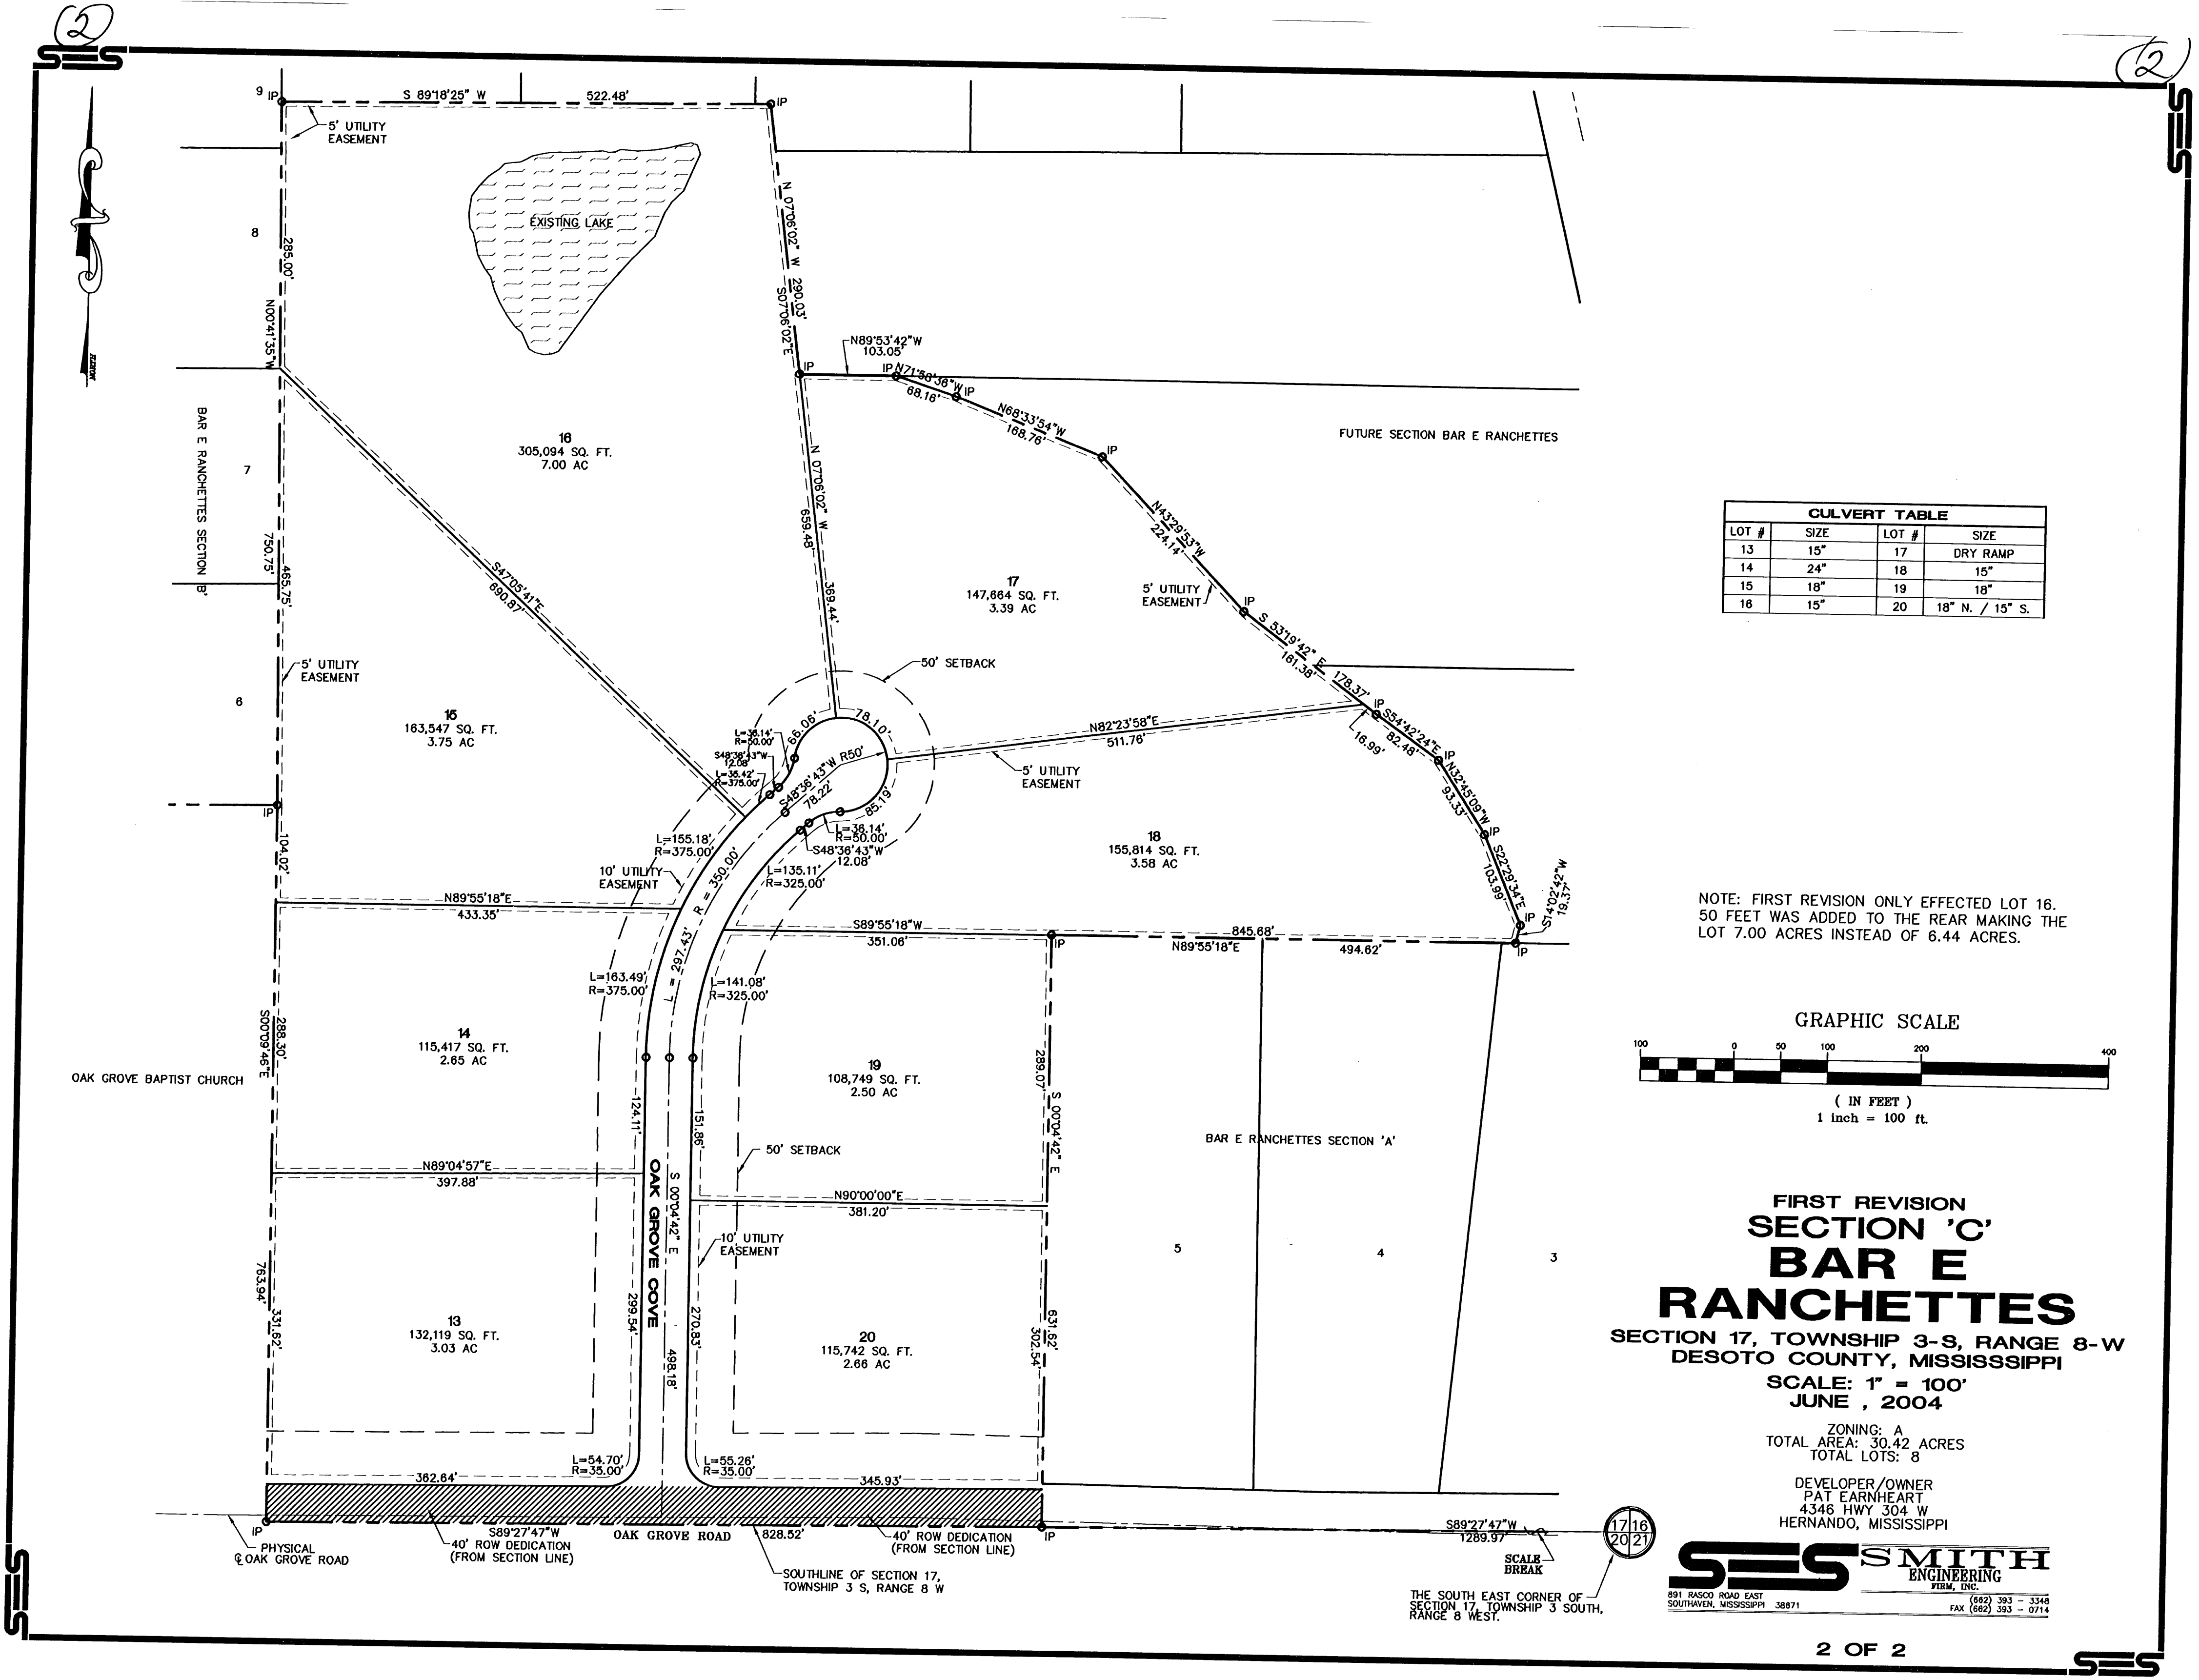 2
2
SES
SES
9
IP
S 89°18'25" W
522.48'
IP
5' UTILITY
EASEMENT
8
285.00'
N00°41'35"W
EXISTING LAKE
N 07°06'02" W
290.03'
S07°06'02"E
N89°53'42"W
103.05'
IP
IP
N71°58'38"W
68.16'
IP
N68°33'54"W
168.76'
IP
FUTURE SECTION BAR E RANCHETTES
BAR E RANCHETTES SECTION 'B'
7
16
305,094 SQ. FT.
7.00 AC
N 07°06'02" W
659.48'
369.44'
N43°29'53"W
224.14'
750.75'
465.75'
S47°05'41"E
690.87'
17
147,664 SQ. FT.
3.39 AC
5' UTILITY
EASEMENT
IP
S 53°19'42" E
161.38'
178.37'
CULVERT TABLE
LOT # SIZE LOT # SIZE
13 15" 17 DRY RAMP
14 24" 18 15"
15 18" 19 18"
16 15" 20 18" N. / 15" S.
6
5' UTILITY
EASEMENT
15
163,547 SQ. FT.
3.75 AC
50' SETBACK
L=36.14'
R=50.00'
S48°36'43"W
12.08'
L=36.42'
R=375.00'
66.06'
78.10'
R50'
S48°36'43"W
78.22'
85.19'
N82°23'58"E
511.76'
5' UTILITY
EASEMENT
IP
16.99'
S54°42'24"E
82.48'
IP
N32°45'09"W
93.33'
IP
S22°29'34"E
103.99'
S14°02'42"W
19.37'
IP
IP
IP
104.02'
L=155.18'
R=375.00'
L=36.14'
R=50.00'
S48°36'43"W
12.08'
L=135.11'
R=325.00'
18
155,814 SQ. FT.
3.58 AC
10' UTILITY
EASEMENT
R = 350.00'
L = 297.43'
N89°55'18"E
433.35'
S89°55'18"W
351.06'
IP
845.68'
N89°55'18"E
494.62'
NOTE: FIRST REVISION ONLY EFFECTED LOT 16.
50 FEET WAS ADDED TO THE REAR MAKING THE
LOT 7.00 ACRES INSTEAD OF 6.44 ACRES.
L=163.49'
R=375.00'
L=141.08'
R=325.00'
14
115,417 SQ. FT.
2.65 AC
288.30'
S00°09'46"E
OAK GROVE BAPTIST CHURCH
19
108,749 SQ. FT.
2.50 AC
289.07'
S 00°04'42" E
GRAPHIC SCALE
100 0 50 100 200 400
( IN FEET )
1 inch = 100 ft.
124.11'
151.86'
50' SETBACK
BAR E RANCHETTES SECTION 'A'
N89°04'57"E
397.88'
OAK GROVE COVE
S 00°04'42" E
498.18'
N90°00'00"E
381.20'
10' UTILITY
EASEMENT
5
4
3
763.94'
331.62'
13
132,119 SQ. FT.
3.03 AC
299.54'
270.83'
20
115,742 SQ. FT.
2.66 AC
631.62'
302.54'
FIRST REVISION
SECTION 'C'
BAR E
RANCHETTES
SECTION 17, TOWNSHIP 3-S, RANGE 8-W
DESOTO COUNTY, MISSISSSIPPI
SCALE: 1" = 100'
JUNE , 2004
ZONING: A
TOTAL AREA: 30.42 ACRES
TOTAL LOTS: 8
DEVELOPER/OWNER
PAT EARNHEART
4346 HWY 304 W
HERNANDO, MISSISSIPPI
362.64'
L=54.70'
R=35.00'
L=55.26'
R=35.00'
345.93'
IP
PHYSICAL
℄ OAK GROVE ROAD
S89°27'47"W
40' ROW DEDICATION
(FROM SECTION LINE)
OAK GROVE ROAD
828.52'
40' ROW DEDICATION
(FROM SECTION LINE)
IP
SOUTHLINE OF SECTION 17,
TOWNSHIP 3 S, RANGE 8 W
S89°27'47"W
1289.97'
SCALE
BREAK
17 16
20 21
THE SOUTH EAST CORNER OF
SECTION 17, TOWNSHIP 3 SOUTH,
RANGE 8 WEST.
SES
SMITH
ENGINEERING
FIRM, INC.
891 RASCO ROAD EAST
SOUTHAVEN, MISSISSIPPI 38671
(662) 393 - 3348
FAX (662) 393 - 0714
SES
2 OF 2
SES